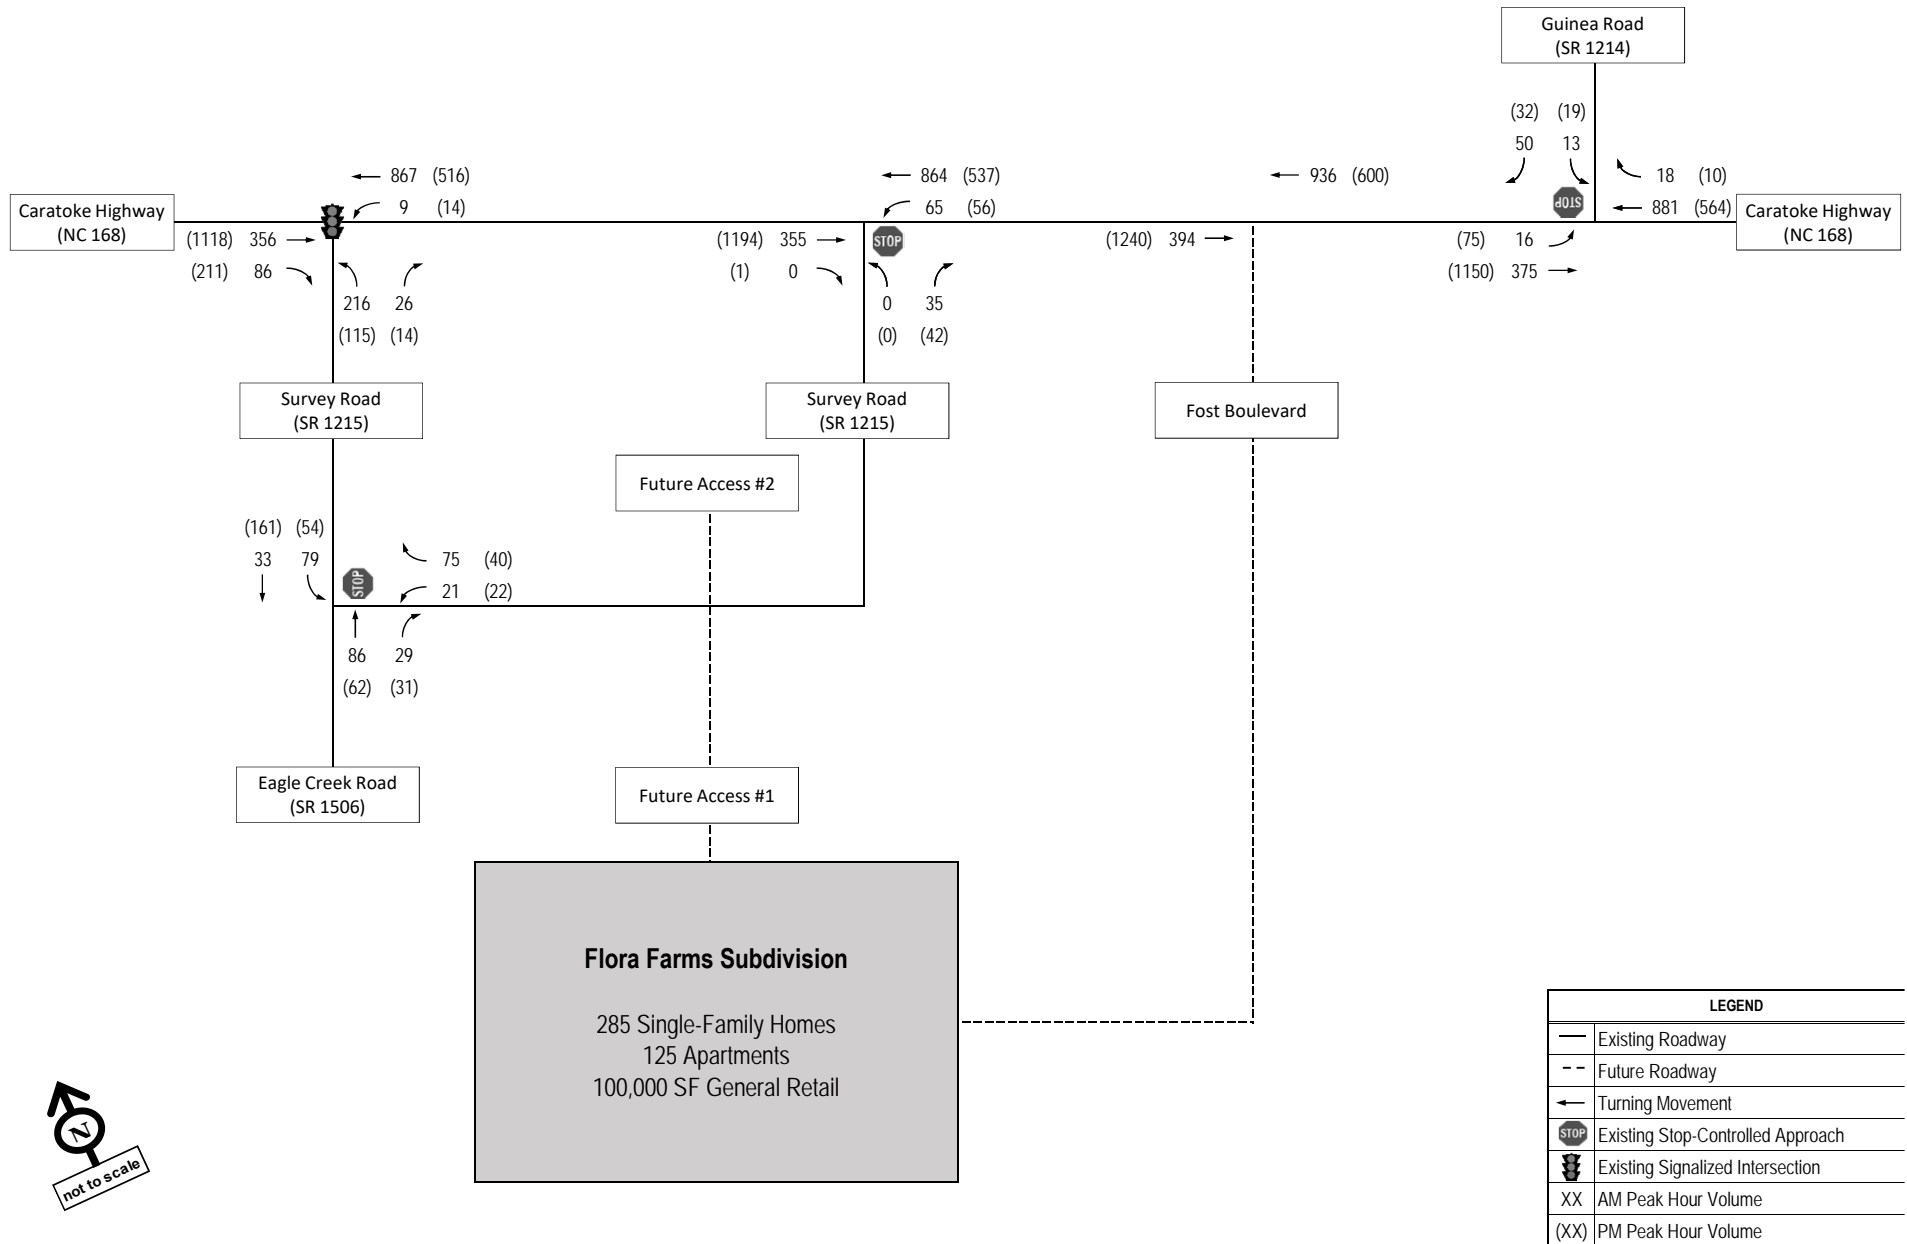 Guinea Road
(SR 1214)
(32) (19)
50 13
18 (10)
881 (564)
STOP
Caratoke Highway
(NC 168)
867 (516)
9 (14)
864 (537)
65 (56)
936 (600)
Caratoke Highway
(NC 168)
(1118) 356
(211) 86
(1194) 355
(1) 0
STOP
(1240) 394
(75) 16
(1150) 375
216 26
(115) (14)
0 35
(0) (42)
Survey Road
(SR 1215)
Survey Road
(SR 1215)
Fost Boulevard
Future Access #2
(161) (54)
33 79
STOP
75 (40)
21 (22)
86 29
(62) (31)
Eagle Creek Road
(SR 1506)
Future Access #1
Flora Farms Subdivision
285 Single-Family Homes
125 Apartments
100,000 SF General Retail
N
not to scale
LEGEND
Existing Roadway
Future Roadway
Turning Movement
STOP Existing Stop-Controlled Approach
Existing Signalized Intersection
XX AM Peak Hour Volume
(XX) PM Peak Hour Volume